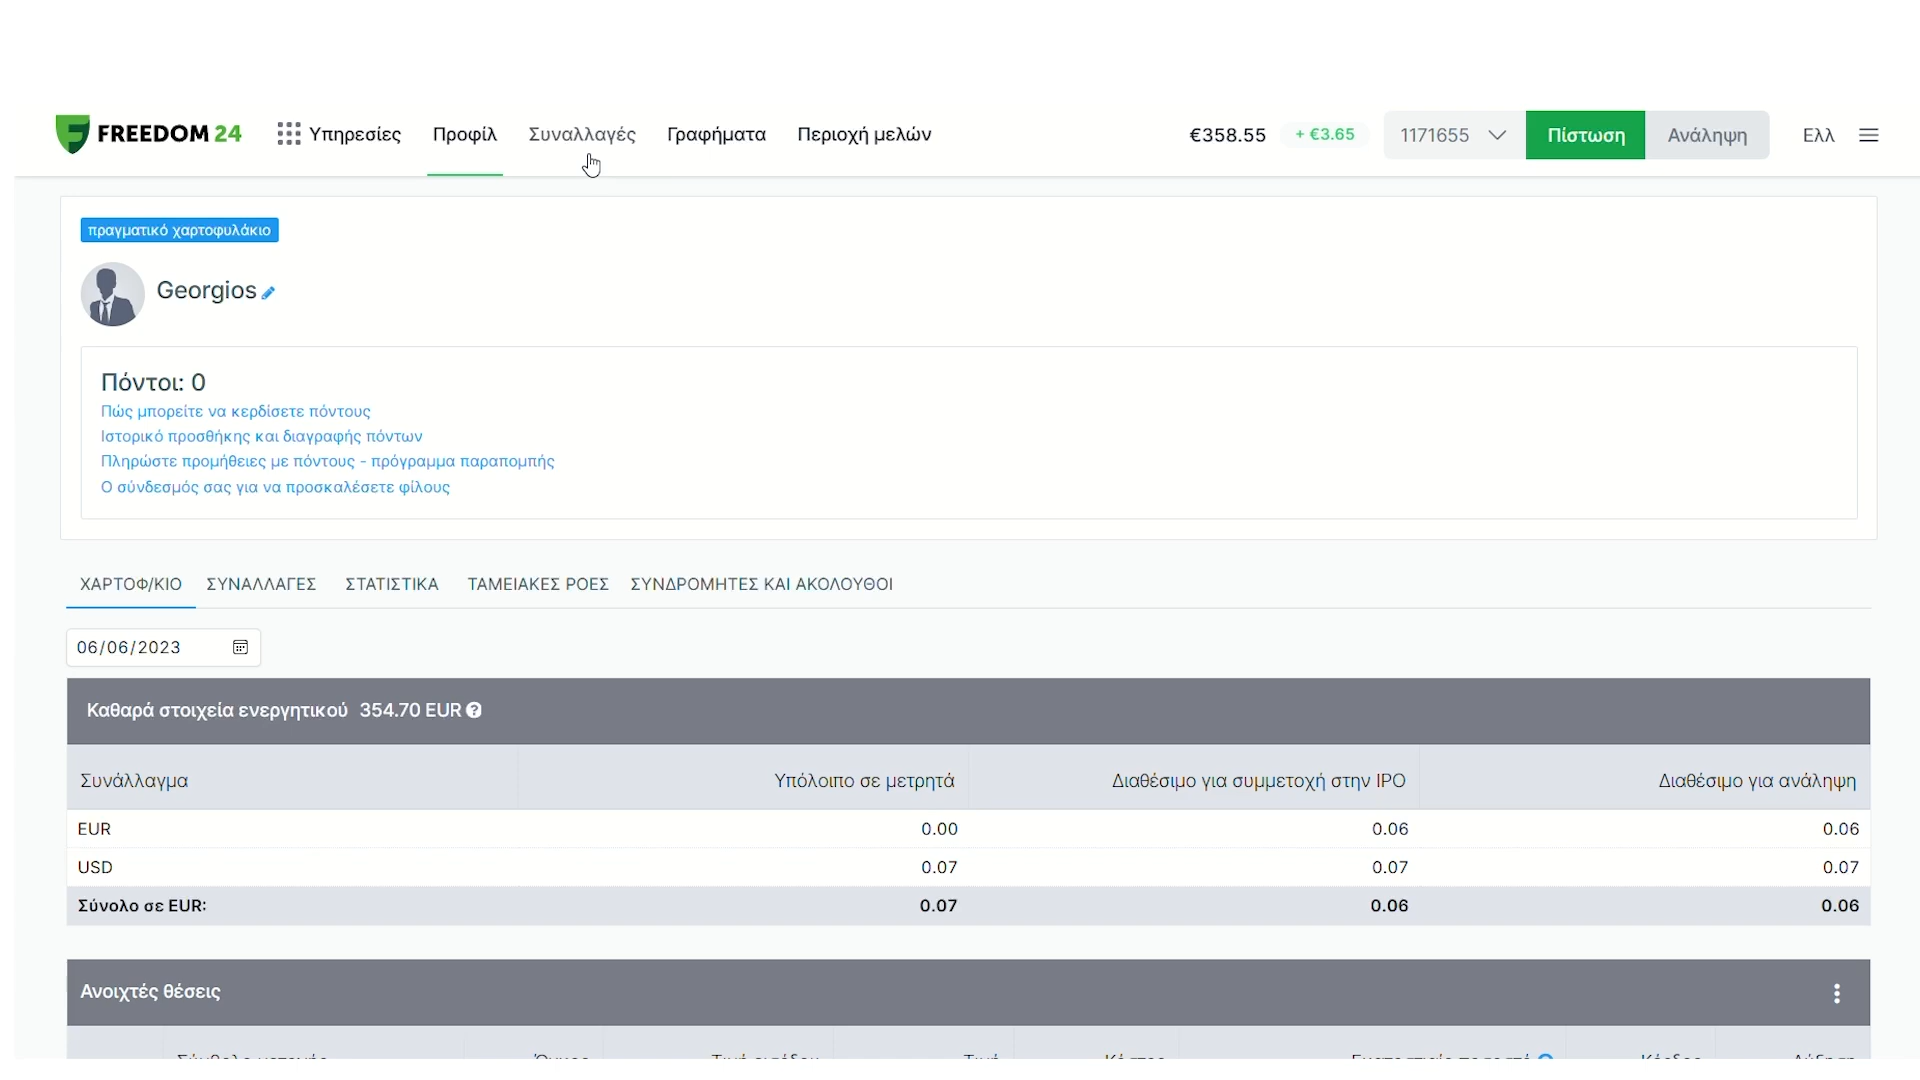 FREEDOM 24
Υπηρεσίες Προφίλ Συναλλαγές Γραφήματα Περιοχή μελών €358.55 + €3.65 1171655 Πίστωση Ανάληψη Ελλ
πραγματικό χαρτοφυλάκιο
Georgios
Πόντοι: 0
Πώς μπορείτε να κερδίσετε πόντους
Ιστορικό προσθήκης και διαγραφής πόντων
Πληρώστε προμήθειες με πόντους - πρόγραμμα παραπομπής
Ο σύνδεσμός σας για να προσκαλέσετε φίλους
ΧΑΡΤΟΦ/ΚΙΟ ΣΥΝΑΛΛΑΓΕΣ ΣΤΑΤΙΣΤΙΚΑ ΤΑΜΕΙΑΚΕΣ ΡΟΕΣ ΣΥΝΔΡΟΜΗΤΕΣ ΚΑΙ ΑΚΟΛΟΥΘΟΙ
06/06/2023
Καθαρά στοιχεία ενεργητικού 354.70 EUR
Συνάλλαγμα Υπόλοιπο σε μετρητά Διαθέσιμο για συμμετοχή στην IPO Διαθέσιμο για ανάληψη
EUR 0.00 0.06 0.06
USD 0.07 0.07 0.07
Σύνολο σε EUR: 0.07 0.06 0.06
Ανοιχτές θέσεις